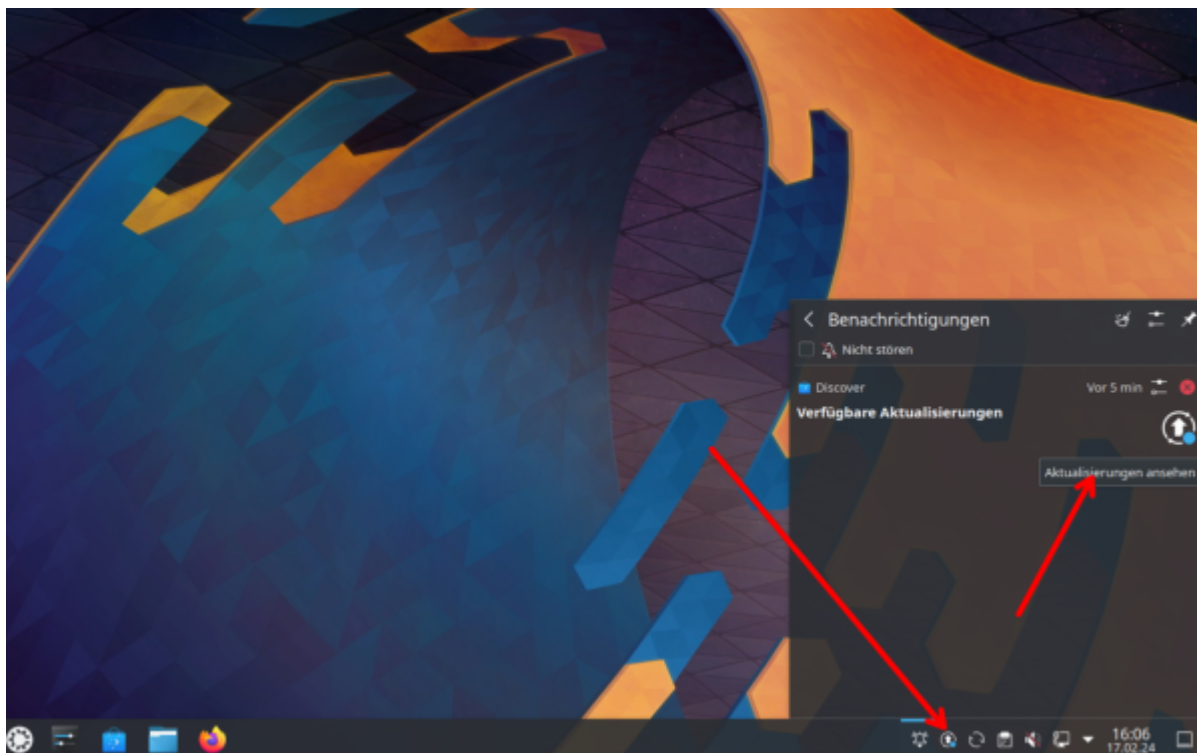 Benachrichtigungen
Nicht stören
Discover Vor 5 min
Verfügbare Aktualisierungen
Aktualisierungen ansehen
16:06
17.02.24